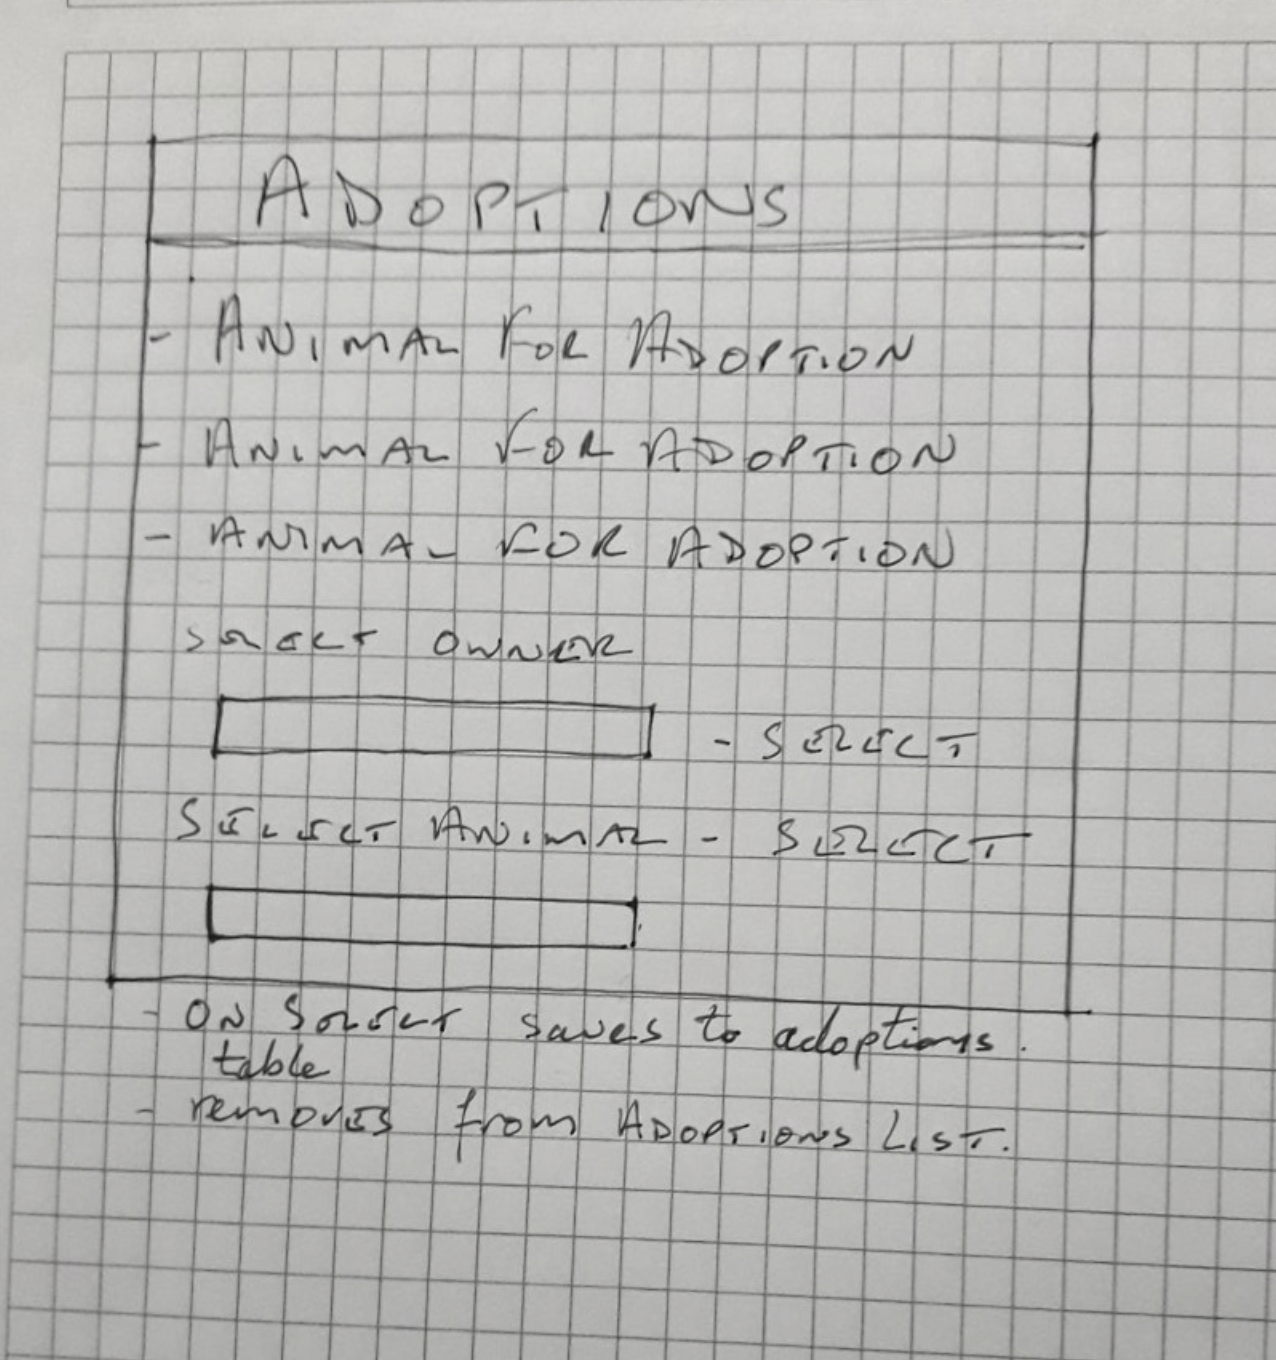 ADOPTIONS
- ANIMAL FOR ADOPTION
- ANIMAL FOR ADOPTION
- ANIMAL FOR ADOPTION
SELECT OWNER
- SELECT
SELECT ANIMAL - SELECT
- ON SELECT saves to adoptions.
table
- removes from ADOPTIONS LIST.